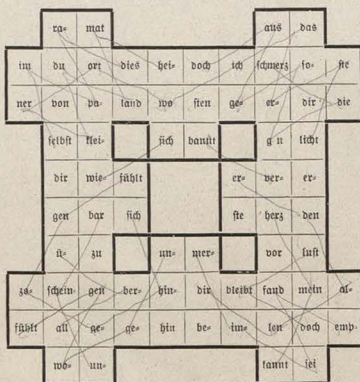 ra- mat aus das
im du ort dies hei- doch ich schmerz so- ste
ner von va- land wo sten ge- er- dir die
selbst klei- sich bannt licht
dir wie- fühlt er- ver- er-
gen bar sich ste herz den
ü- zu un- mer- vor lust
zo- schein- gen ver- hin- dir bleibt fand mein al-
fühlt all ge- ge- hin be- im- len doch emp-
wo- un- kannt sei